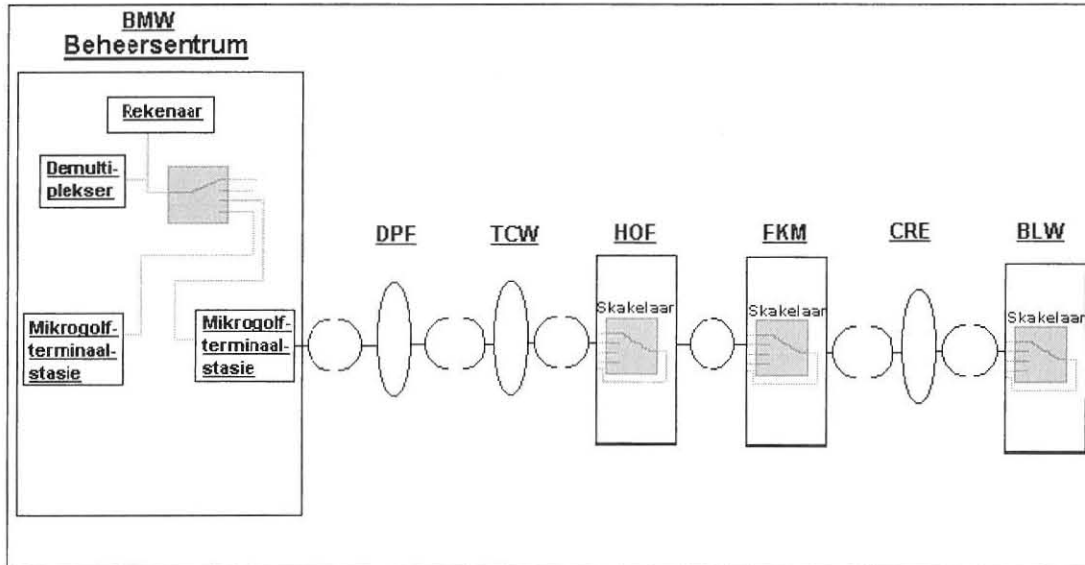 BMW
Beheersentrum
Rekenaar
Demulti-
plekser
Mikrogolf-
terminaal-
stasie
Mikrogolf-
terminaal-
stasie
DPF
TCW
HOF
FKM
CRE
BLW
Skakelaar
Skakelaar
Skakelaar